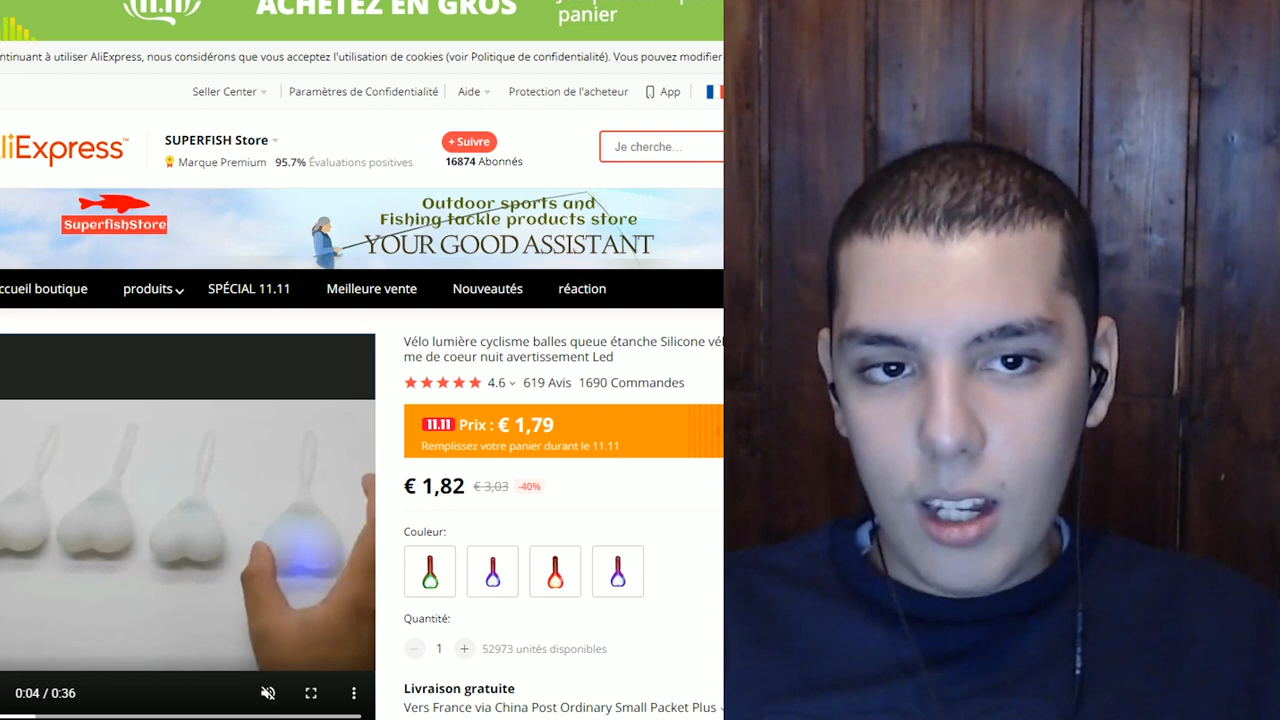 11.11
ACHETEZ EN GROS
panier
ntinuant à utiliser AliExpress, nous considérons que vous acceptez l'utilisation de cookies (voir Politique de confidentialité). Vous pouvez modifier
Seller Center
Paramètres de Confidentialité
Aide
Protection de l'acheteur
App
liExpress™
SUPERFISH Store
Marque Premium 95.7% Évaluations positives
+ Suivre
16874 Abonnés
Je cherche...
SuperfishStore
Outdoor sports and
Fishing tackle products store
YOUR GOOD ASSISTANT
ccueil boutique
produits
SPÉCIAL 11.11
Meilleure vente
Nouveautés
réaction
Vélo lumière cyclisme balles queue étanche Silicone vél
me de coeur nuit avertissement Led
4.6 619 Avis 1690 Commandes
11.11 Prix : € 1,79
Remplissez votre panier durant le 11.11
€ 1,82 € 3,03 -40%
Couleur:
Quantité:
1 52973 unités disponibles
Livraison gratuite
Vers France via China Post Ordinary Small Packet Plus
0:04 / 0:36